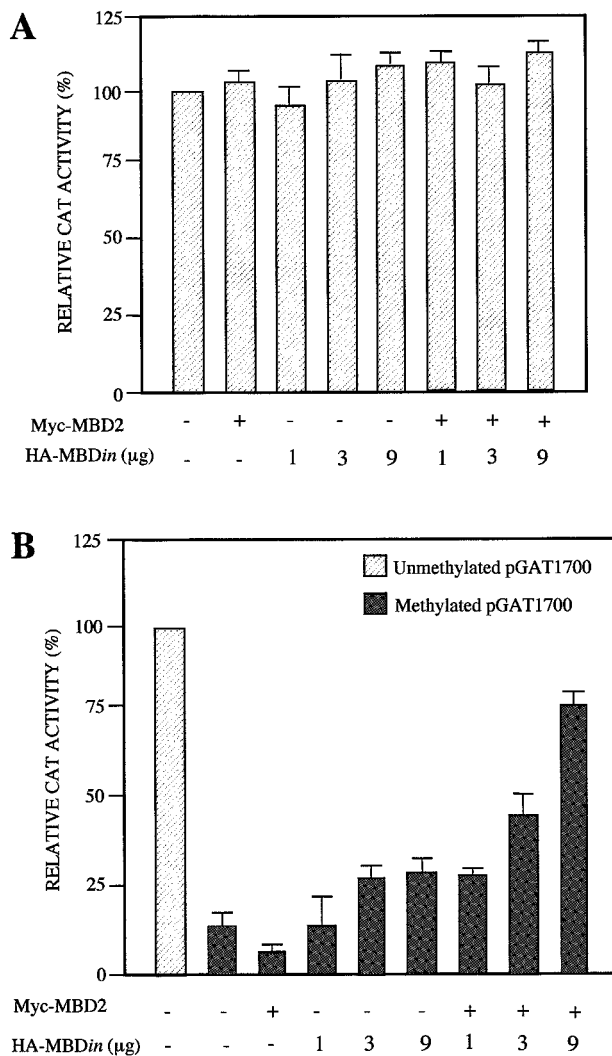 A
RELATIVE CAT ACTIVITY (%)
125
100
75
50
25
0
Myc-MBD2 - + - - - + + +
HA-MBDin (μg) - - 1 3 9 1 3 9
B
RELATIVE CAT ACTIVITY (%)
125
100
75
50
25
0
Unmethylated pGAT1700
Methylated pGAT1700
Myc-MBD2 - - + - - - + + +
HA-MBDin (μg) - - - 1 3 9 1 3 9